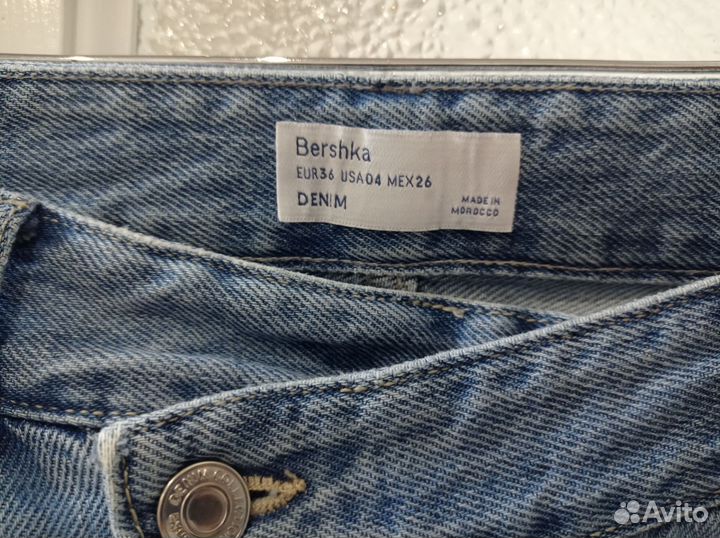 Bershka
EUR36 USA04 MEX26
DENIM
MADE IN
MOROCCO
Avito